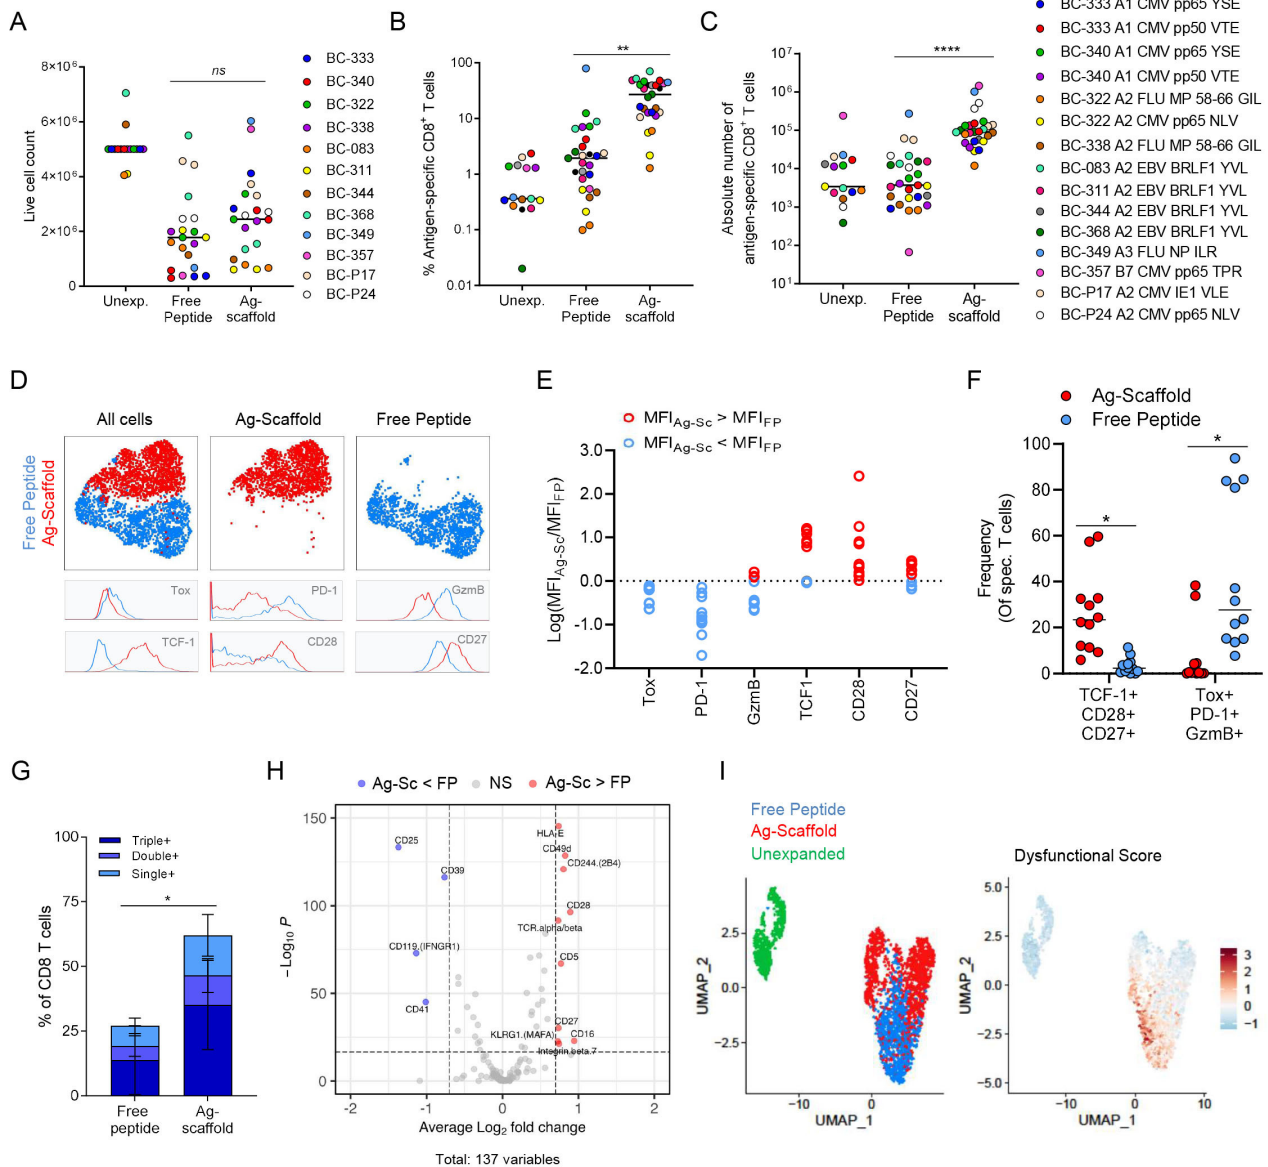 A
B
C
Live cell count
8×10⁶
6×10⁶
4×10⁶
2×10⁶
0
ns
Unexp.
Free
Peptide
Ag-
scaffold
BC-333
BC-340
BC-322
BC-338
BC-083
BC-311
BC-344
BC-368
BC-349
BC-357
BC-P17
BC-P24
% Antigen-specific CD8⁺ T cells
100
10
1
0.1
0.01
**
Unexp.
Free
Peptide
Ag-
scaffold
Absolute number of
antigen-specific CD8⁺ T cells
10⁷
10⁶
10⁵
10⁴
10³
10²
10¹
****
Unexp.
Free
Peptide
Ag-
scaffold
BC-333 A1 CMV pp65 YSE
BC-333 A1 CMV pp50 VTE
BC-340 A1 CMV pp65 YSE
BC-340 A1 CMV pp50 VTE
BC-322 A2 FLU MP 58-66 GIL
BC-322 A2 CMV pp65 NLV
BC-338 A2 FLU MP 58-66 GIL
BC-083 A2 EBV BRLF1 YVL
BC-311 A2 EBV BRLF1 YVL
BC-344 A2 EBV BRLF1 YVL
BC-368 A2 EBV BRLF1 YVL
BC-349 A3 FLU NP ILR
BC-357 B7 CMV pp65 TPR
BC-P17 A2 CMV IE1 VLE
BC-P24 A2 CMV pp65 NLV
D
All cells
Ag-Scaffold
Free Peptide
Free Peptide
Ag-Scaffold
Tox
PD-1
GzmB
TCF-1
CD28
CD27
E
MFI_Ag-Sc > MFI_FP
MFI_Ag-Sc < MFI_FP
Log(MFI_Ag-Sc/MFI_FP)
3.0
2.0
1.0
0.0
-1.0
-2.0
Tox
PD-1
GzmB
TCF1
CD28
CD27
F
Ag-Scaffold
Free Peptide
Frequency
(Of spec. T cells)
100
80
60
40
20
0
*
*
TCF-1+
CD28+
CD27+
Tox+
PD-1+
GzmB+
G
% of CD8 T cells
100
75
50
25
0
Triple+
Double+
Single+
*
Free
peptide
Ag-
scaffold
H
Ag-Sc < FP
NS
Ag-Sc > FP
−Log₁₀ P
150
100
50
0
CD25
CD39
CD119.(IFNGR1)
CD41
HLA.E
CD49d
CD244.(2B4)
CD28
TCR.alpha/beta
CD5
CD27
KLRG1.(MAFA)
CD16
Integrin.beta.7
-2
-1
0
1
2
Average Log₂ fold change
Total: 137 variables
I
Free Peptide
Ag-Scaffold
Unexpanded
UMAP_2
2.5
0.0
−2.5
−10
0
UMAP_1
Dysfunctional Score
UMAP_2
5.0
2.5
0.0
−2.5
−5.0
−10
0
10
UMAP_1
3
2
1
0
−1